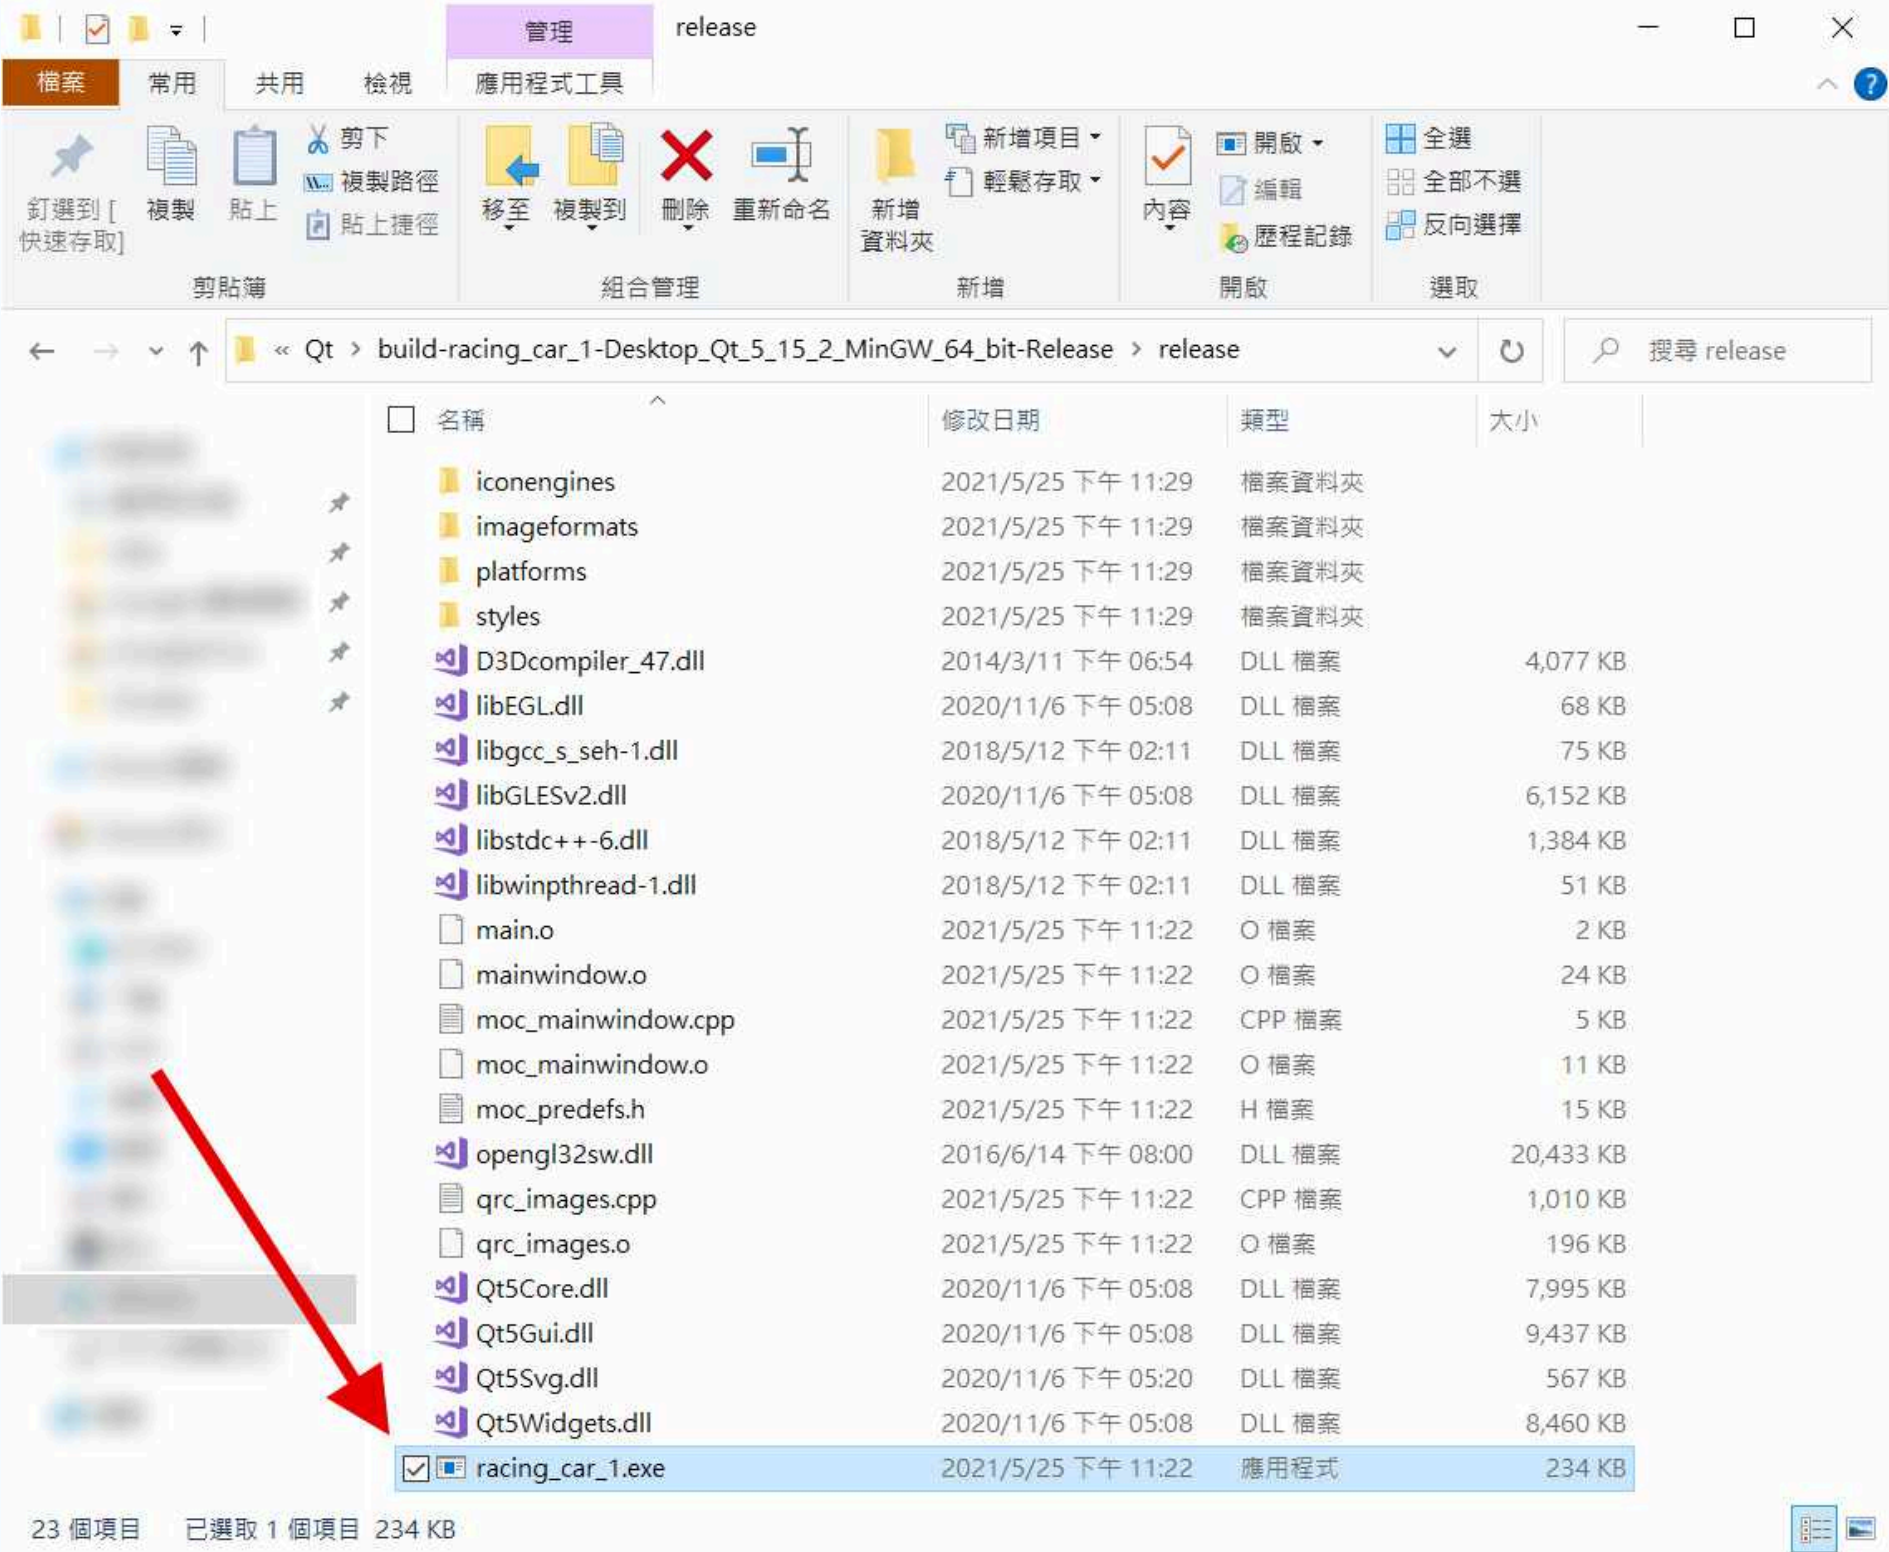 管理
release
檔案
常用
共用
檢視
應用程式工具
釘選到 [
快速存取]
複製
貼上
剪下
複製路徑
貼上捷徑
剪貼簿
移至
複製到
刪除
重新命名
組合管理
新增
資料夾
新增項目
輕鬆存取
新增
內容
開啟
編輯
歷程記錄
開啟
全選
全部不選
反向選擇
選取
« Qt > build-racing_car_1-Desktop_Qt_5_15_2_MinGW_64_bit-Release > release
搜尋 release
名稱 修改日期 類型 大小
iconengines 2021/5/25 下午 11:29 檔案資料夾
imageformats 2021/5/25 下午 11:29 檔案資料夾
platforms 2021/5/25 下午 11:29 檔案資料夾
styles 2021/5/25 下午 11:29 檔案資料夾
D3Dcompiler_47.dll 2014/3/11 下午 06:54 DLL 檔案 4,077 KB
libEGL.dll 2020/11/6 下午 05:08 DLL 檔案 68 KB
libgcc_s_seh-1.dll 2018/5/12 下午 02:11 DLL 檔案 75 KB
libGLESv2.dll 2020/11/6 下午 05:08 DLL 檔案 6,152 KB
libstdc++-6.dll 2018/5/12 下午 02:11 DLL 檔案 1,384 KB
libwinpthread-1.dll 2018/5/12 下午 02:11 DLL 檔案 51 KB
main.o 2021/5/25 下午 11:22 O 檔案 2 KB
mainwindow.o 2021/5/25 下午 11:22 O 檔案 24 KB
moc_mainwindow.cpp 2021/5/25 下午 11:22 CPP 檔案 5 KB
moc_mainwindow.o 2021/5/25 下午 11:22 O 檔案 11 KB
moc_predefs.h 2021/5/25 下午 11:22 H 檔案 15 KB
opengl32sw.dll 2016/6/14 下午 08:00 DLL 檔案 20,433 KB
qrc_images.cpp 2021/5/25 下午 11:22 CPP 檔案 1,010 KB
qrc_images.o 2021/5/25 下午 11:22 O 檔案 196 KB
Qt5Core.dll 2020/11/6 下午 05:08 DLL 檔案 7,995 KB
Qt5Gui.dll 2020/11/6 下午 05:08 DLL 檔案 9,437 KB
Qt5Svg.dll 2020/11/6 下午 05:20 DLL 檔案 567 KB
Qt5Widgets.dll 2020/11/6 下午 05:08 DLL 檔案 8,460 KB
racing_car_1.exe 2021/5/25 下午 11:22 應用程式 234 KB
23 個項目 已選取 1 個項目 234 KB